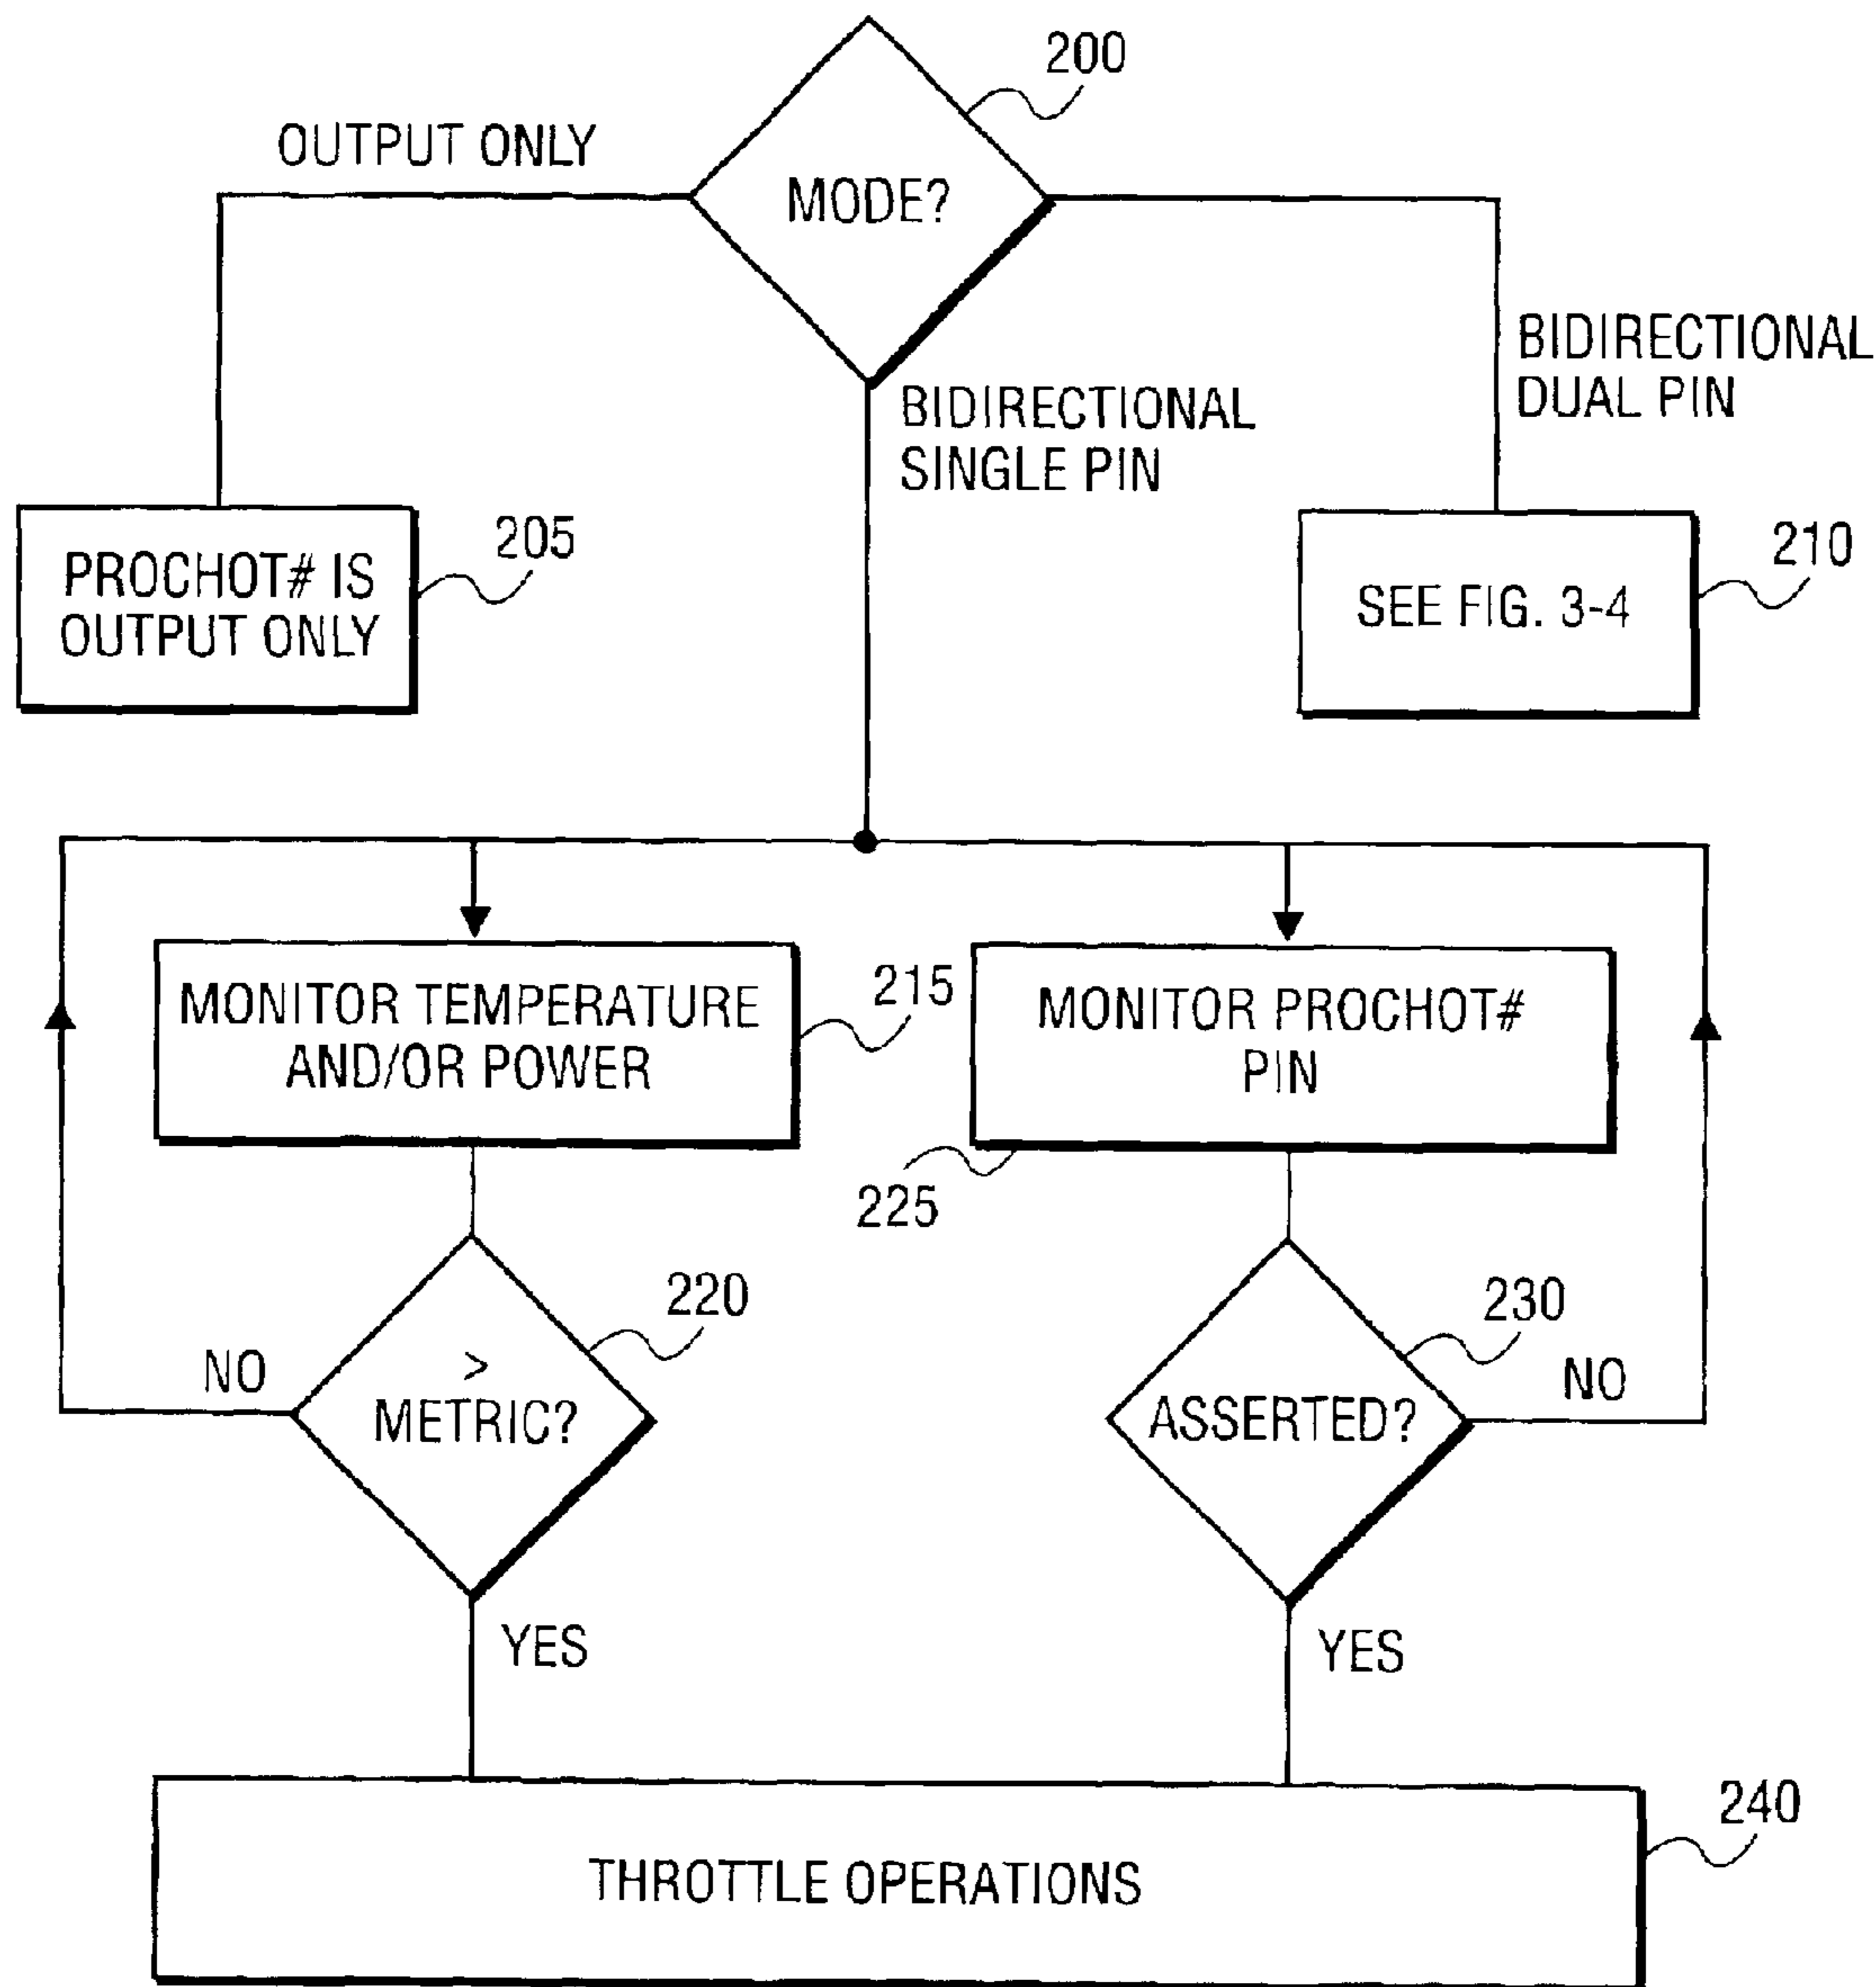 200
OUTPUT ONLY
MODE?
BIDIRECTIONAL
DUAL PIN
BIDIRECTIONAL
SINGLE PIN
PROCHOT# IS
OUTPUT ONLY
205
SEE FIG. 3-4
210
MONITOR TEMPERATURE
AND/OR POWER
215
MONITOR PROCHOT#
PIN
225
>
METRIC?
220
NO
ASSERTED?
230
NO
YES
YES
THROTTLE OPERATIONS
240